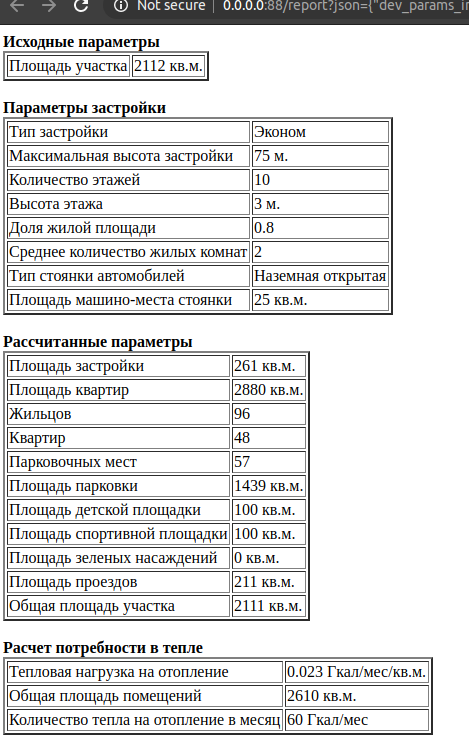 Not secure | 0.0.0.0:88/report?json={"dev_params_in
Исходные параметры
Площадь участка 2112 кв.м.
Параметры застройки
Тип застройки Эконом
Максимальная высота застройки 75 м.
Количество этажей 10
Высота этажа 3 м.
Доля жилой площади 0.8
Среднее количество жилых комнат 2
Тип стоянки автомобилей Наземная открытая
Площадь машино-места стоянки 25 кв.м.
Рассчитанные параметры
Площадь застройки 261 кв.м.
Площадь квартир 2880 кв.м.
Жильцов 96
Квартир 48
Парковочных мест 57
Площадь парковки 1439 кв.м.
Площадь детской площадки 100 кв.м.
Площадь спортивной площадки 100 кв.м.
Площадь зеленых насаждений 0 кв.м.
Площадь проездов 211 кв.м.
Общая площадь участка 2111 кв.м.
Расчет потребности в тепле
Тепловая нагрузка на отопление 0.023 Гкал/мес/кв.м.
Общая площадь помещений 2610 кв.м.
Количество тепла на отопление в месяц 60 Гкал/мес